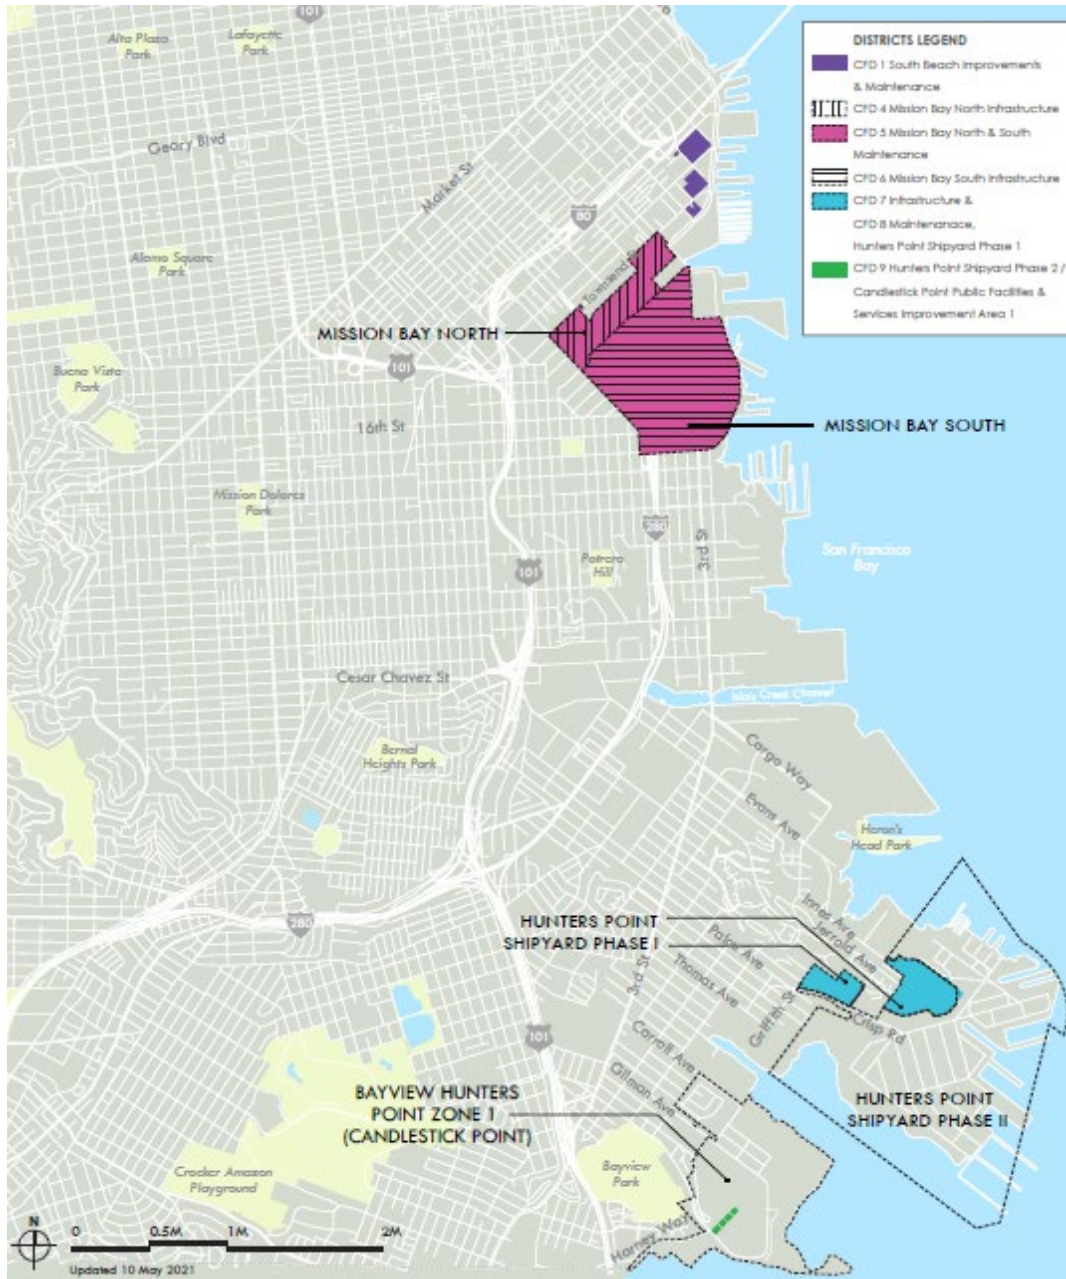 101
Alta Plaza
Park
Lafayette
Park
DISTRICTS LEGEND
CFD 1 South Beach Improvements
& Maintenance
CFD 4 Mission Bay North Infrastructure
CFD 5 Mission Bay North & South
Maintenance
CFD 6 Mission Bay South Infrastructure
CFD 7 Infrastructure &
CFD 8 Maintenanace,
Hunters Point Shipyard Phase 1
CFD 9 Hunters Point Shipyard Phase 2 /
Candlestick Point Public Facilities &
Services Improvement Area 1
Geary Blvd
Market St
80
Alamo Square
Park
Townsend
MISSION BAY NORTH
101
Buena Vista
Park
16th St
MISSION BAY SOUTH
Mission Dolores
Park
280
3rd St
San Francisco
Bay
Potrero
Hill
101
Cesar Chavez St
Islais Creek Channel
Bernal
Heights Park
Cargo Way
Evans Ave
Heron's
Head Park
280
HUNTERS POINT
SHIPYARD PHASE I
Innes Ave
Jerrold Ave
Palou Ave
Thomas Ave
3rd St
Griffith St
Crisp Rd
101
Carroll Ave
Gilman Ave
BAYVIEW HUNTERS
POINT ZONE 1
(CANDLESTICK POINT)
HUNTERS POINT
SHIPYARD PHASE II
Crocker Amazon
Playground
Bayview
Park
Harney Way
N
0 0.5M 1M 2M
Updated 10 May 2021